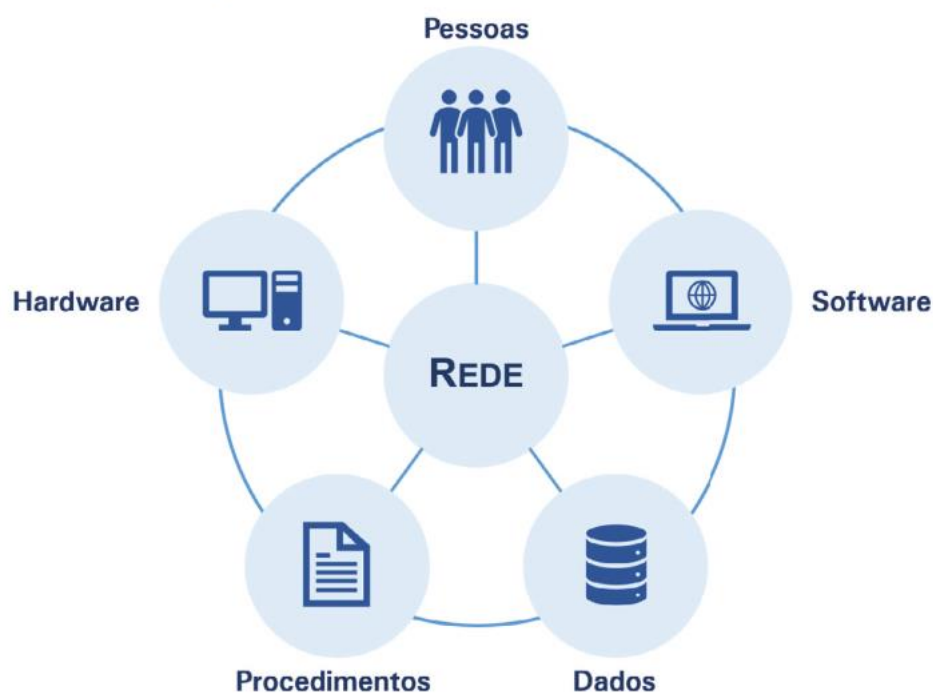 Pessoas
Hardware
Software
REDE
Procedimentos
Dados